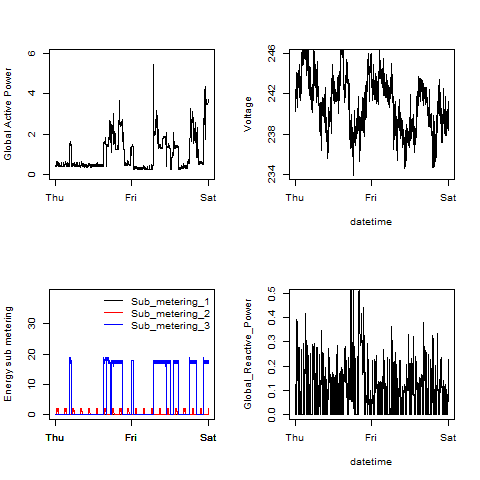 Global Active Power
6
4
2
0
Thu Fri Sat
Voltage
246
242
238
234
Thu Fri Sat
datetime
Energy sub metering
30
20
10
0
Sub_metering_1
Sub_metering_2
Sub_metering_3
Thu Fri Sat
Global_Reactive_Power
0.5
0.4
0.3
0.2
0.1
0.0
Thu Fri Sat
datetime